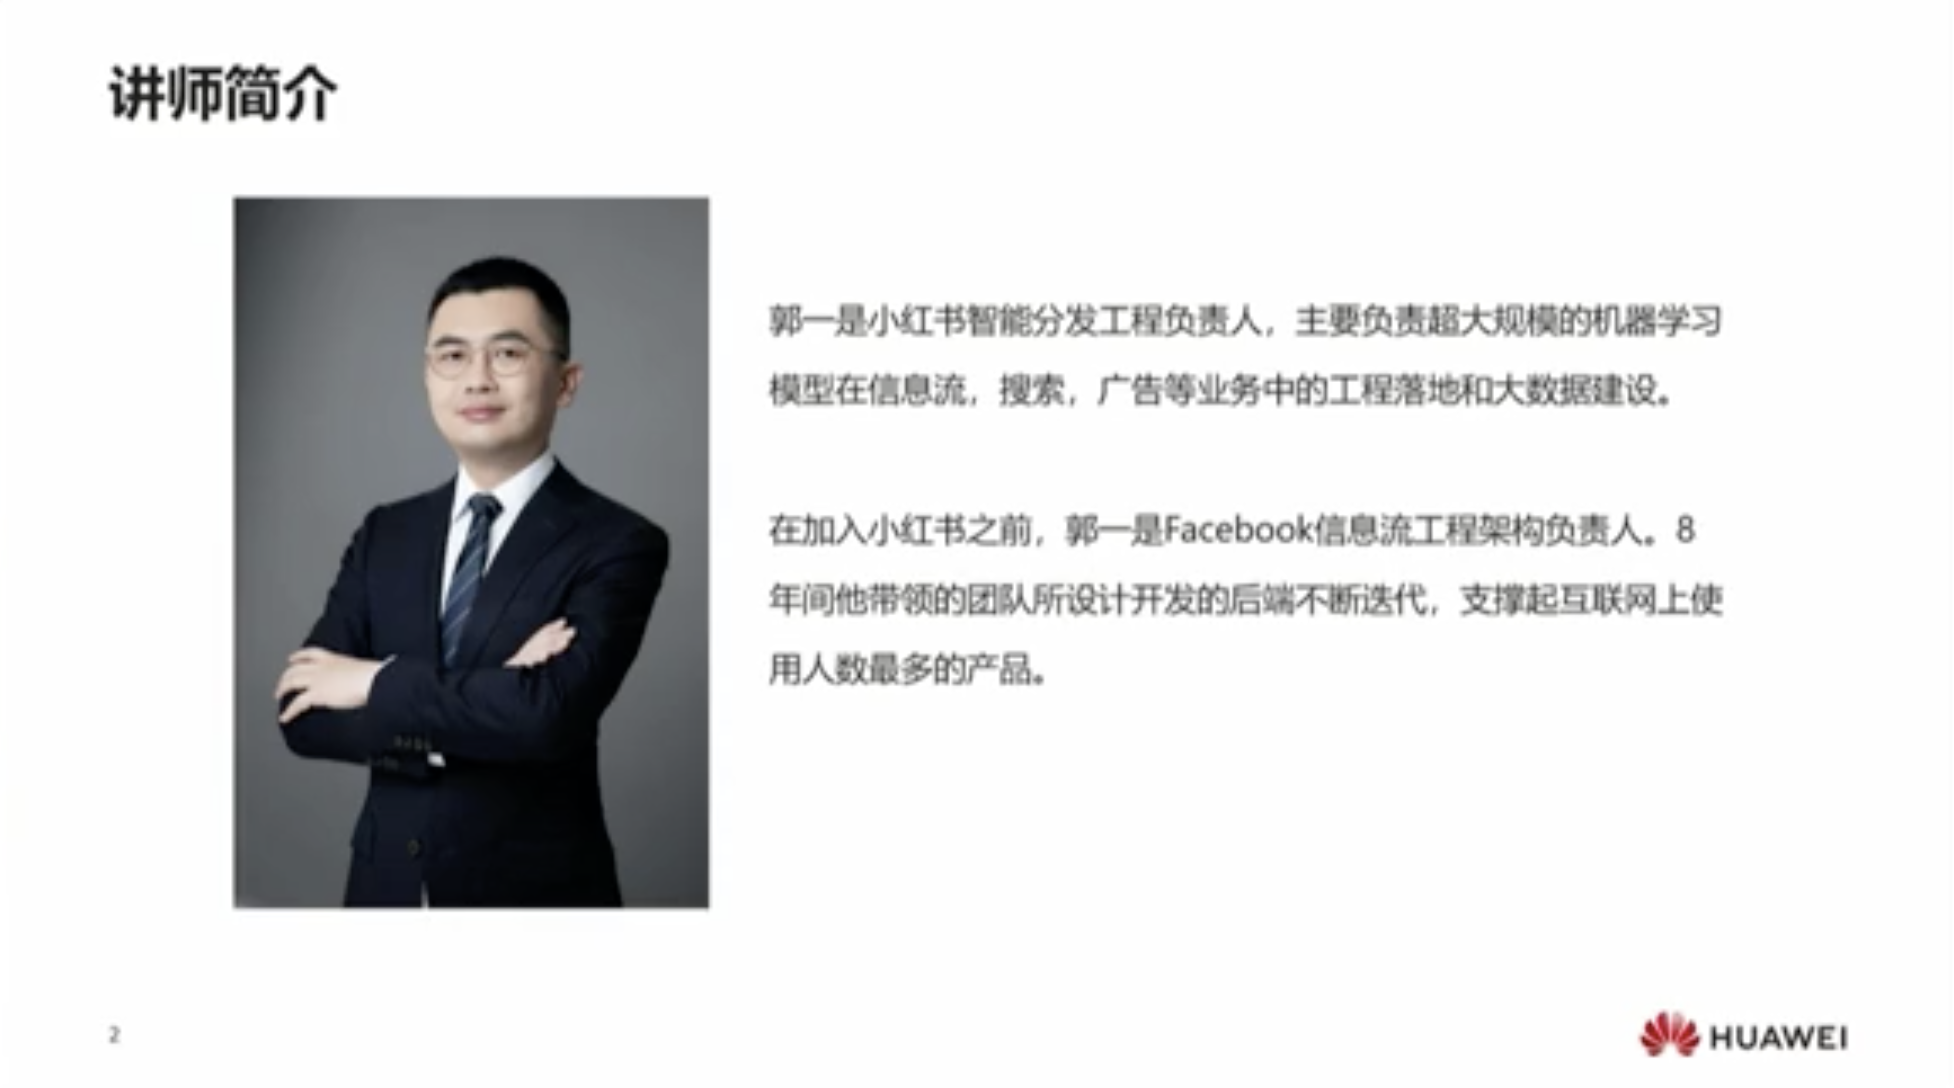 讲师简介
郭一是小红书智能分发工程负责人，主要负责超大规模的机器学习
模型在信息流，搜索，广告等业务中的工程落地和大数据建设。
在加入小红书之前，郭一是Facebook信息流工程架构负责人。8
年间他带领的团队所设计开发的后端不断迭代，支撑起互联网上使
用人数最多的产品。
2
HUAWEI